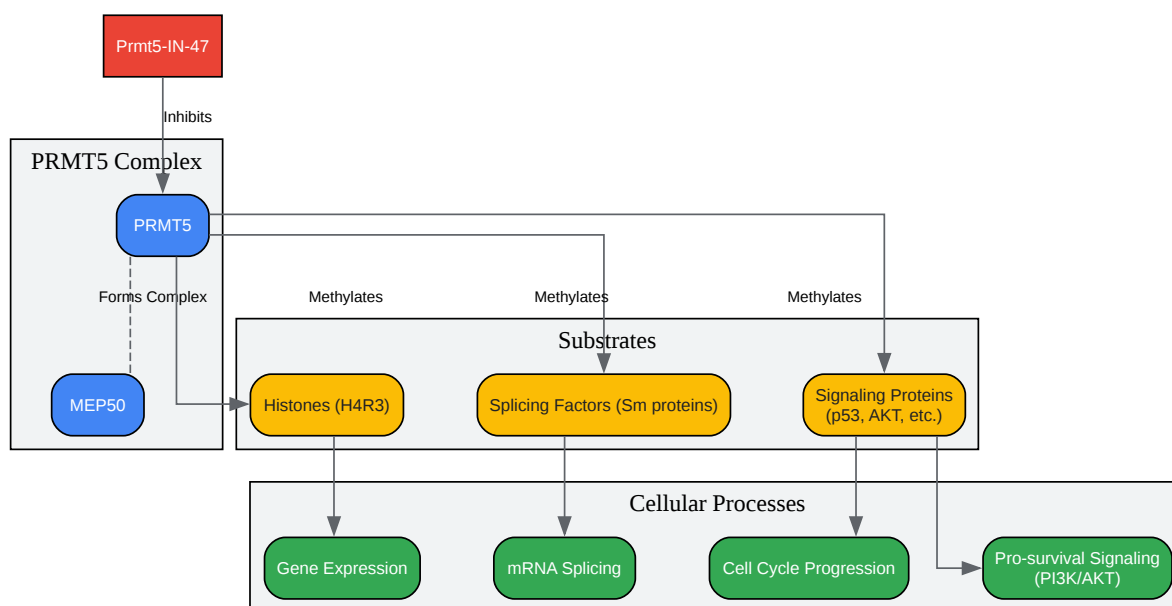 Prmt5-IN-47
Inhibits
PRMT5 Complex
PRMT5
Forms Complex
Methylates
Methylates
Methylates
Substrates
MEP50
Histones (H4R3)
Splicing Factors (Sm proteins)
Signaling Proteins
(p53, AKT, etc.)
Cellular Processes
Gene Expression
mRNA Splicing
Cell Cycle Progression
Pro-survival Signaling
(PI3K/AKT)